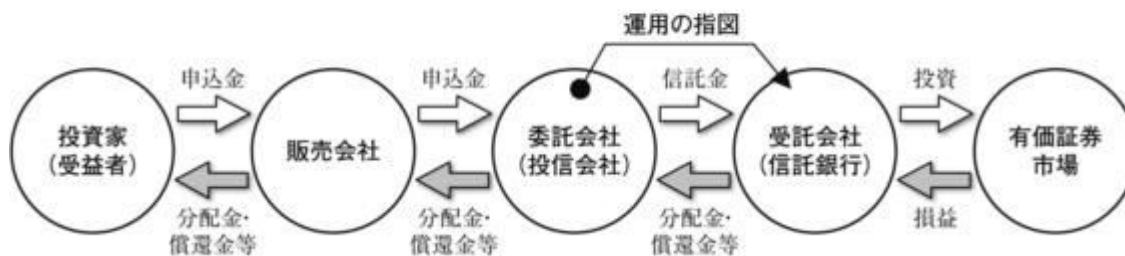 運用の指図
申込金
申込金
信託金
投資
投資家
（受益者）
販売会社
委託会社
（投信会社）
受託会社
（信託銀行）
有価証券
市場
分配金・
償還金等
分配金・
償還金等
分配金・
償還金等
損益